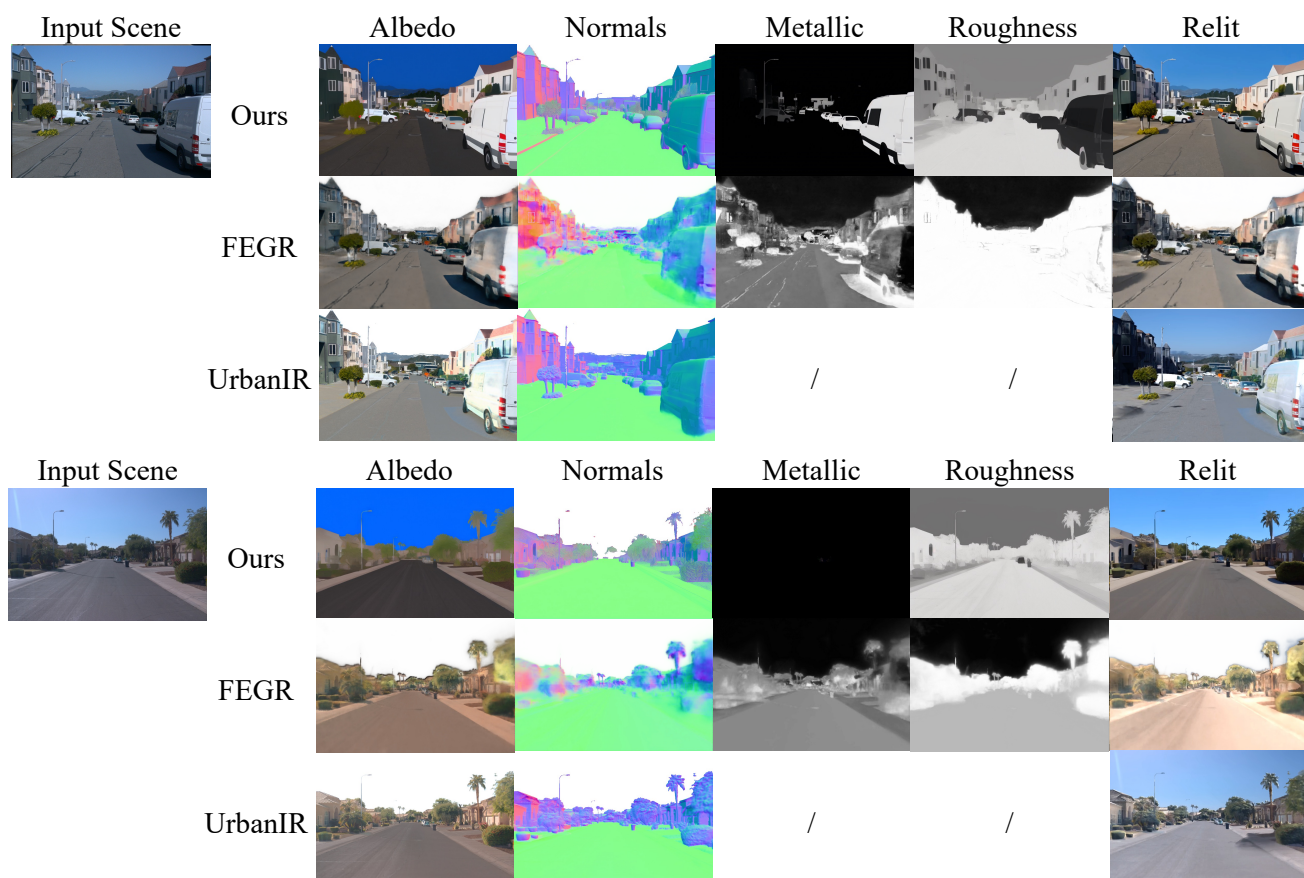 Input Scene Albedo Normals Metallic Roughness Relit
Ours
FEGR
UrbanIR / /
Input Scene Albedo Normals Metallic Roughness Relit
Ours
FEGR
UrbanIR / /